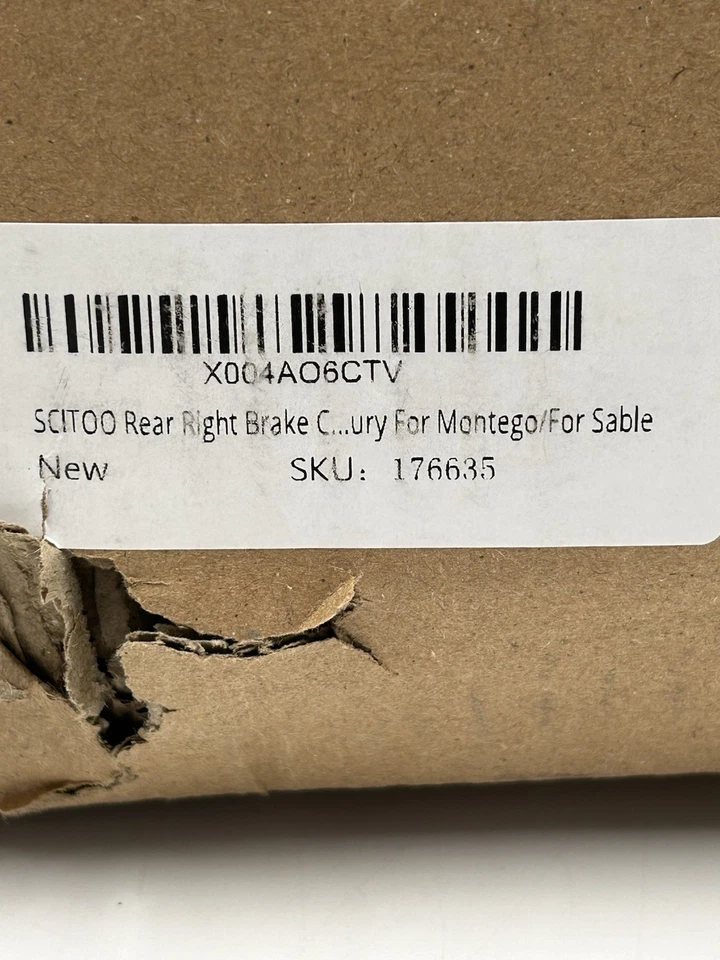 X004AO6CTV
SCITOO Rear Right Brake C...ury For Montego/For Sable
New SKU: 176635